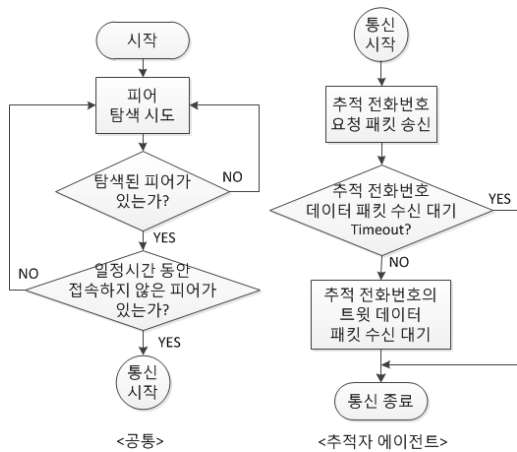 시작
피어
탐색 시도
탐색된 피어가
있는가?
NO
YES
일정시간 동안
접속하지 않은 피어가
있는가?
NO
YES
통신
시작
<공통>
통신
시작
추적 전화번호
요청 패킷 송신
추적 전화번호
데이터 패킷 수신 대기
Timeout?
YES
NO
추적 전화번호의
트윗 데이터
패킷 수신 대기
통신 종료
<추적자 에이전트>